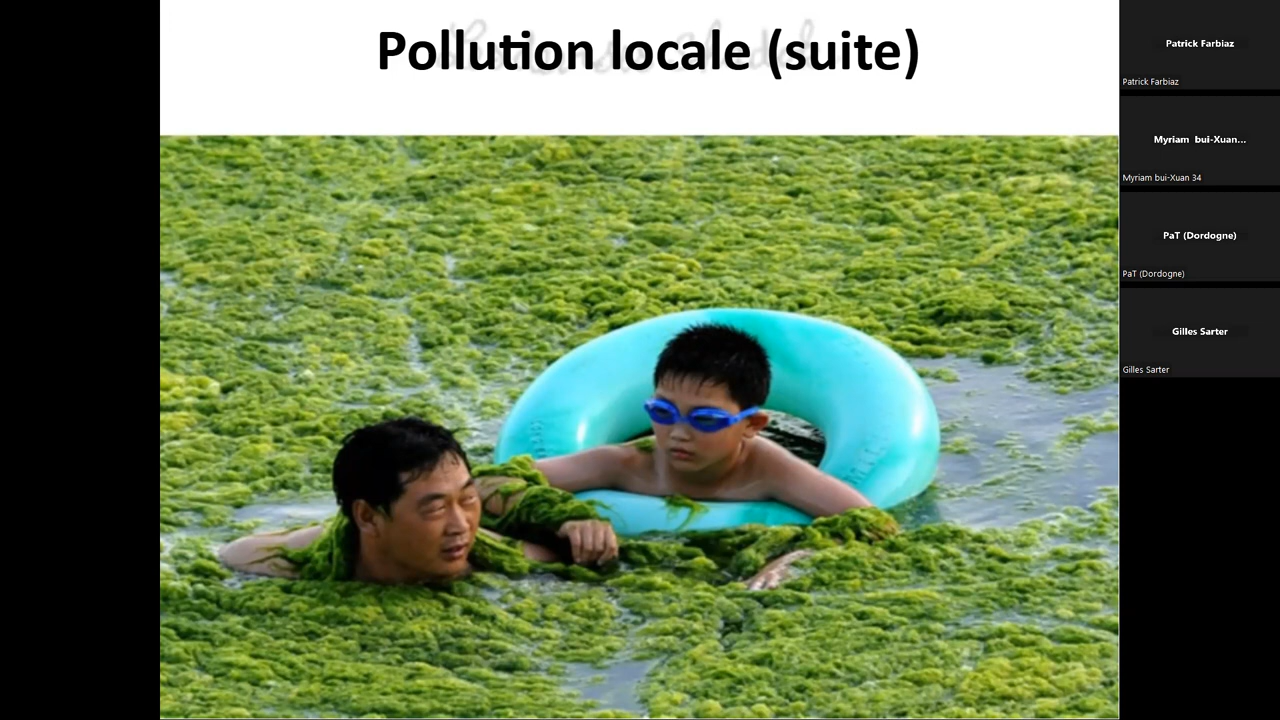 Pollution locale (suite)
Patrick Farbiaz
Patrick Farbiaz
Myriam bui-Xuan...
Myriam bui-Xuan 34
PaT (Dordogne)
PaT (Dordogne)
Gilles Sarter
Gilles Sarter